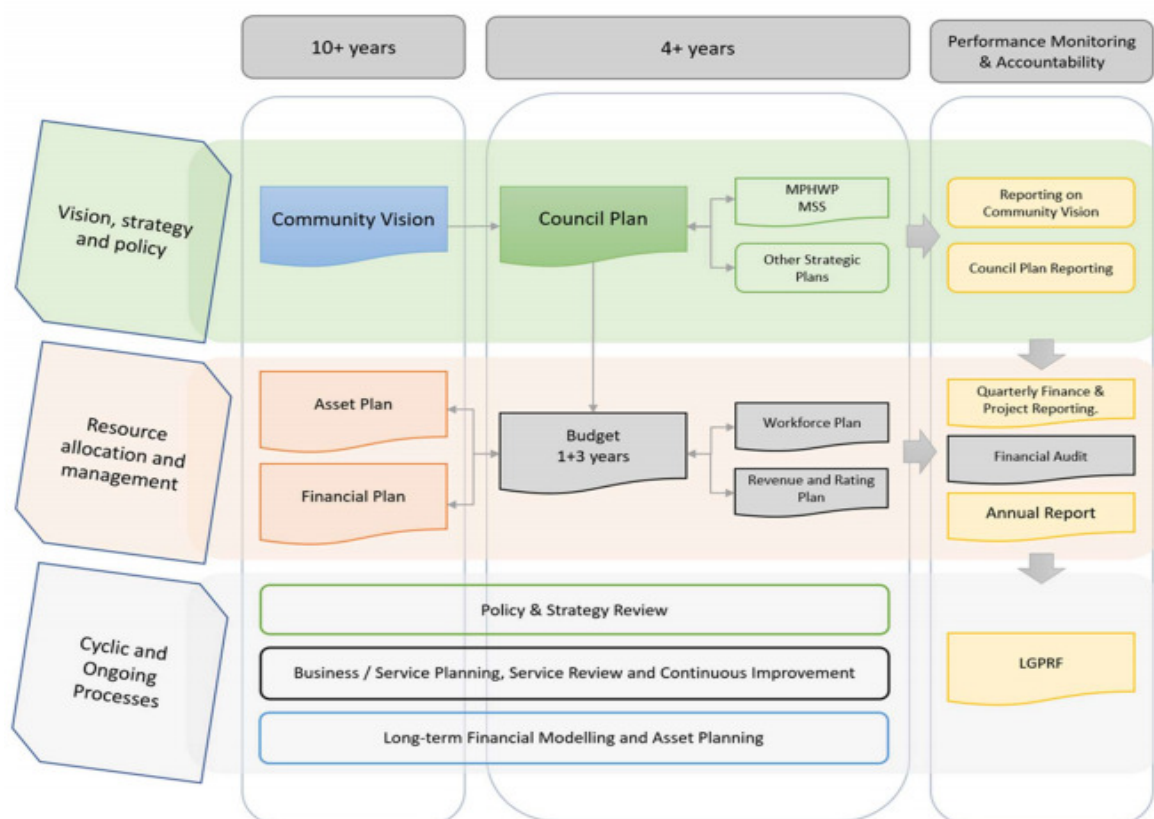 10+ years
4+ years
Performance Monitoring
& Accountability
Vision, strategy
and policy
Community Vision
Council Plan
MPHWP
MSS
Other Strategic
Plans
Reporting on
Community Vision
Council Plan Reporting
Resource
allocation and
management
Asset Plan
Financial Plan
Budget
1+3 years
Workforce Plan
Revenue and Rating
Plan
Quarterly Finance &
Project Reporting.
Financial Audit
Annual Report
Cyclic and
Ongoing
Processes
Policy & Strategy Review
Business / Service Planning, Service Review and Continuous Improvement
Long-term Financial Modelling and Asset Planning
LGPRF